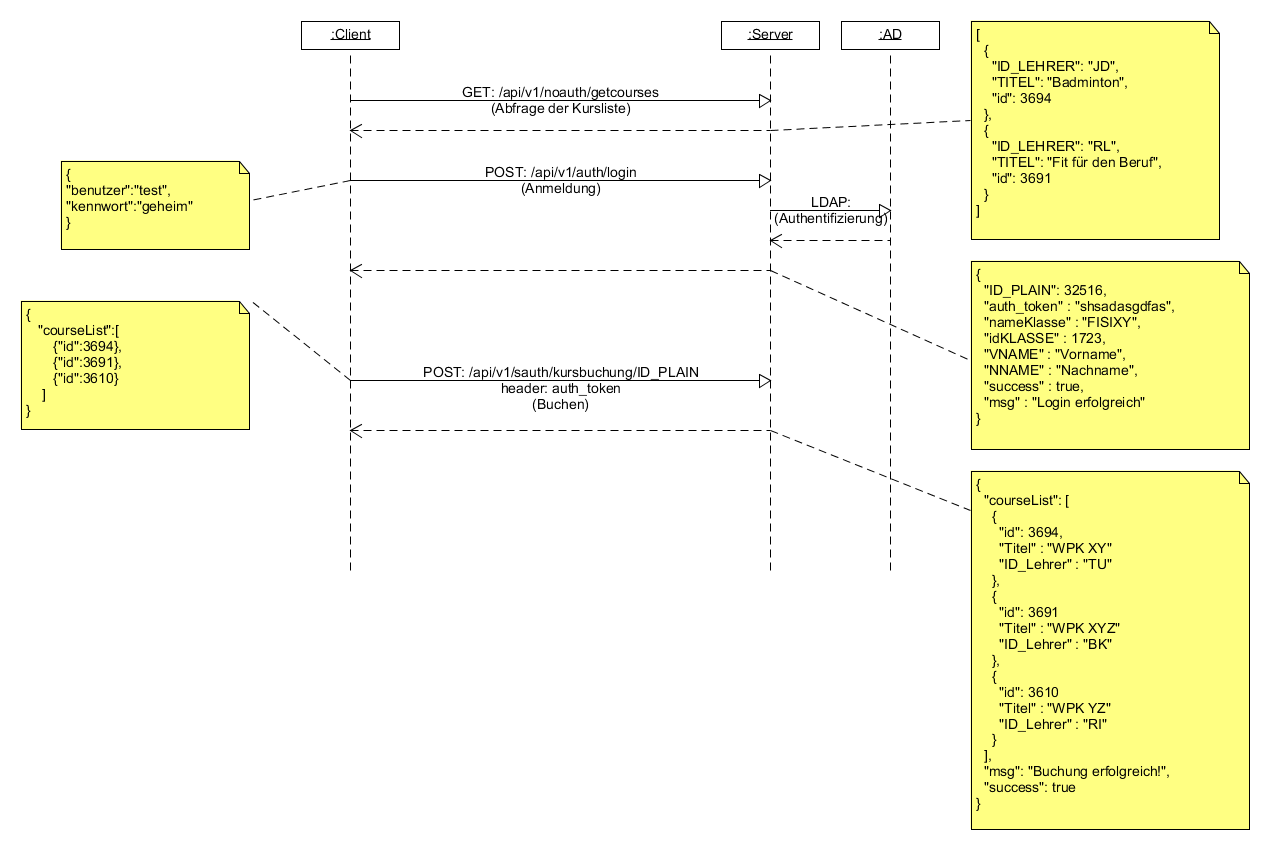 :Client
:Server
:AD
GET: /api/v1/noauth/getcourses
(Abfrage der Kursliste)
[
{
"ID_LEHRER": "JD",
"TITEL": "Badminton",
"id": 3694
},
{
"ID_LEHRER": "RL",
"TITEL": "Fit für den Beruf",
"id": 3691
}
]
{
"benutzer":"test",
"kennwort":"geheim"
}
POST: /api/v1/auth/login
(Anmeldung)
LDAP:
(Authentifizierung)
{
"ID_PLAIN": 32516,
"auth_token" : "shsadasgdfas",
"nameKlasse" : "FISIXY",
"idKLASSE" : 1723,
"VNAME" : "Vorname",
"NNAME" : "Nachname",
"success" : true,
"msg" : "Login erfolgreich"
}
{
"courseList":[
{"id":3694},
{"id":3691},
{"id":3610}
]
}
POST: /api/v1/sauth/kursbuchung/ID_PLAIN
header: auth_token
(Buchen)
{
"courseList": [
{
"id": 3694,
"Titel" : "WPK XY"
"ID_Lehrer" : "TU"
},
{
"id": 3691
"Titel" : "WPK XYZ"
"ID_Lehrer" : "BK"
},
{
"id": 3610
"Titel" : "WPK YZ"
"ID_Lehrer" : "RI"
}
],
"msg": "Buchung erfolgreich!",
"success": true
}